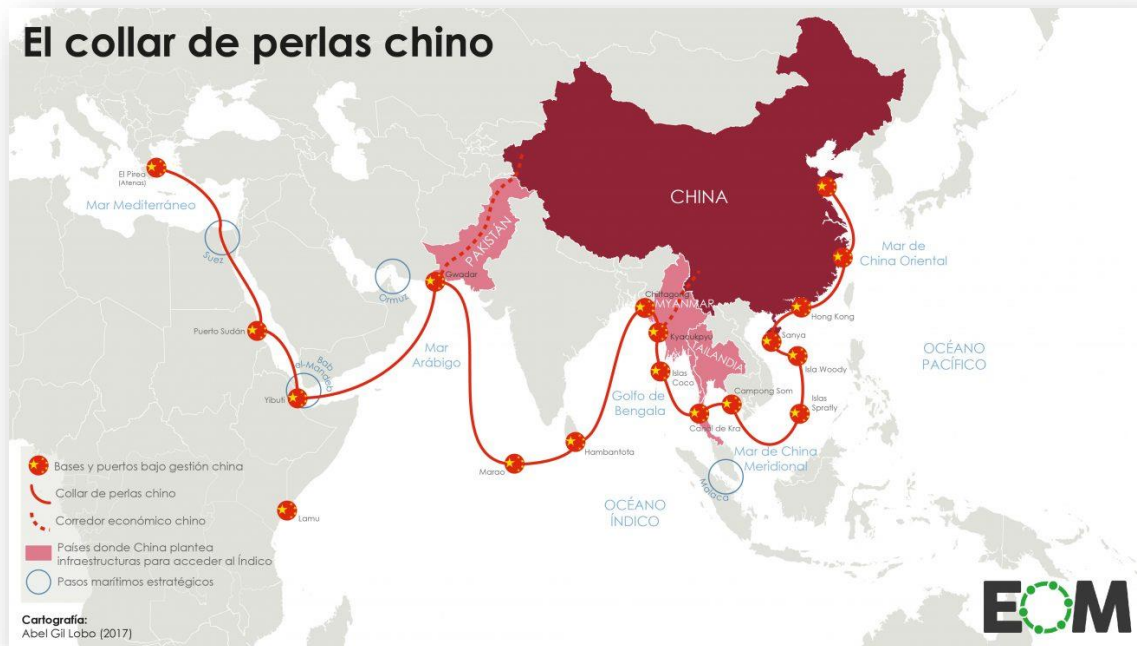 El collar de perlas chino
CHINA
El Pireo
(Atenas)
Mar Mediterráneo
Suez
PAKISTÁN
Ormuz
Gwadar
Mar de
China Oriental
Chittagong
MYANMAR
Hong Kong
Puerto Sudán
Kyaoukpyu
Sanya
Mar
Arábigo
TAILANDIA
Isla Woody
OCÉANO
PACÍFICO
Bab
el-Mandeb
Islas
Coco
Yibuti
Golfo de
Bengala
Campong Som
Islas
Spratly
Canal de Kra
Hambantota
Mar de China
Meridional
Marao
Malaca
OCÉANO
ÍNDICO
Lamu
Bases y puertos bajo gestión china
Collar de perlas chino
Corredor económico chino
Países donde China plantea
infraestructuras para acceder al Índico
Pasos marítimos estratégicos
Cartografía:
Abel Gil Lobo (2017)
EOM